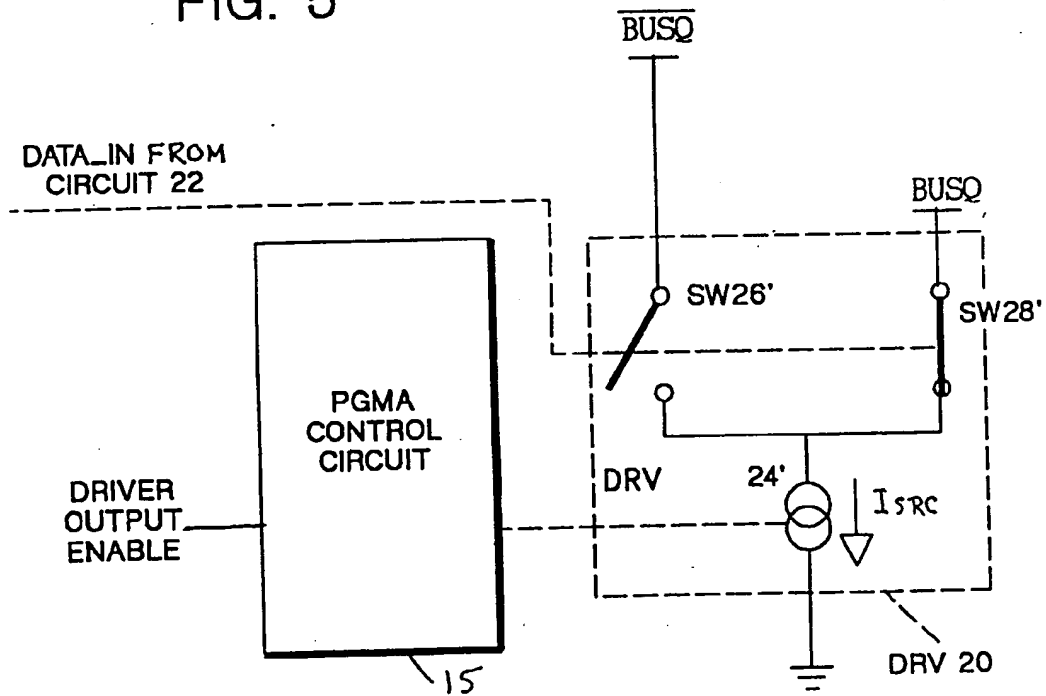 FIG. 5
BUSQ
DATA_IN FROM
CIRCUIT 22
BUSQ
SW26'
SW28'
PGMA
CONTROL
CIRCUIT
DRV
24'
ISRC
DRIVER
OUTPUT
ENABLE
DRV 20
15